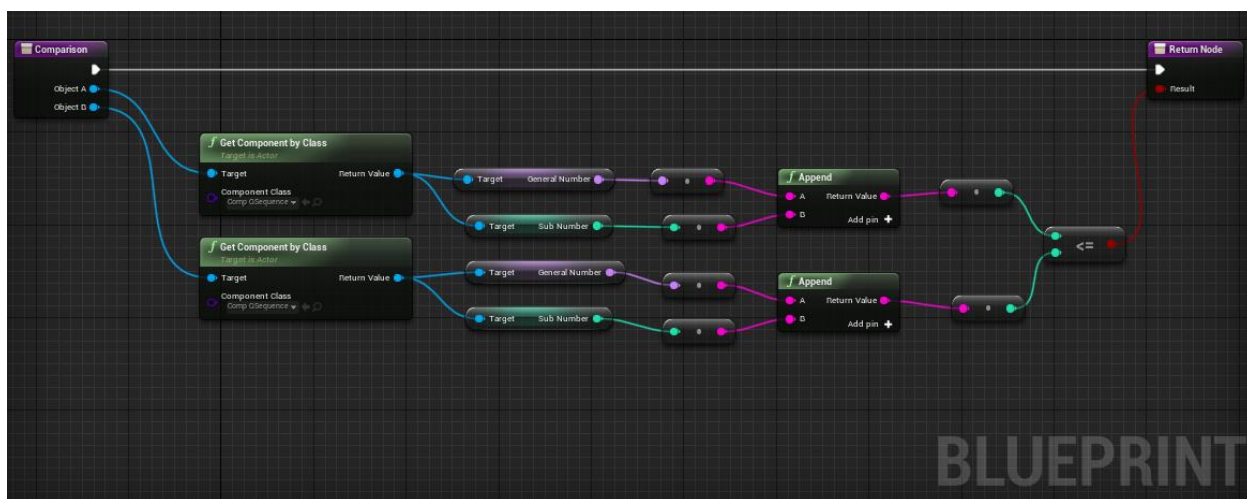 Comparison
Object A
Object B
Return Node
Result
f Get Component by Class
Target is Actor
Target Return Value
Component Class
Comp QSequence
f Get Component by Class
Target is Actor
Target Return Value
Component Class
Comp QSequence
Target General Number
Target Sub Number
Target General Number
Target Sub Number
f Append
A Return Value
B Add pin +
f Append
A Return Value
B Add pin +
<=
BLUEPRINT